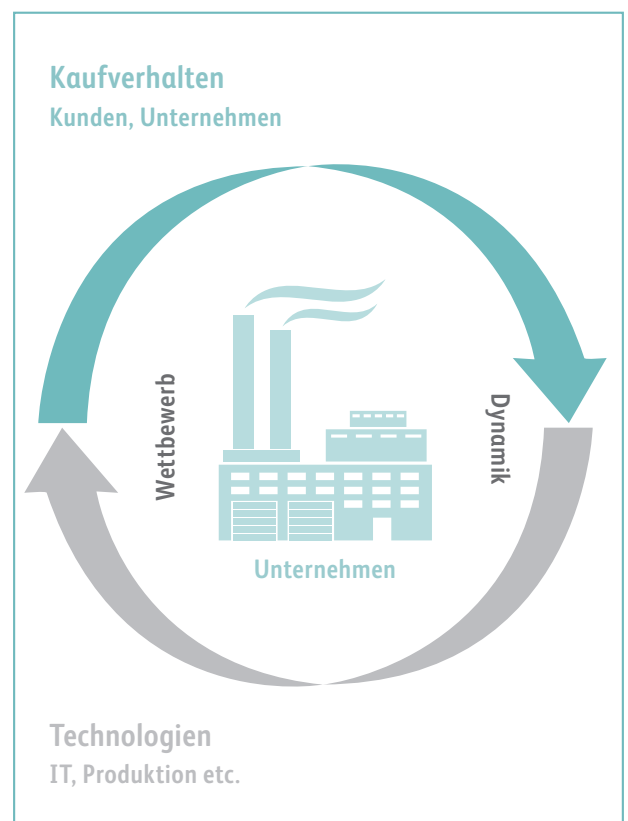 Kaufverhalten
Kunden, Unternehmen
Wettbewerb
Dynamik
Unternehmen
Technologien
IT, Produktion etc.